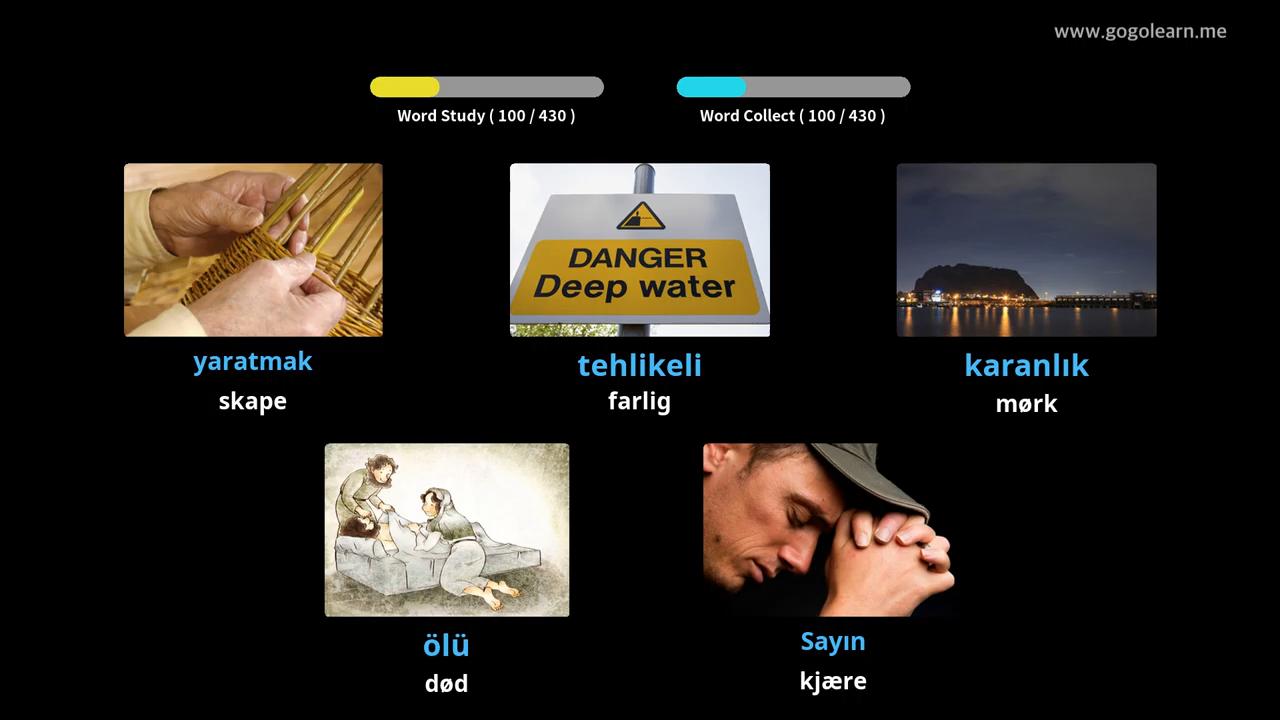 www.gogolearn.me
Word Study ( 100 / 430 )
Word Collect ( 100 / 430 )
DANGER
Deep water
yaratmak
skape
tehlikeli
farlig
karanlık
mørk
ölü
død
Sayın
kjære